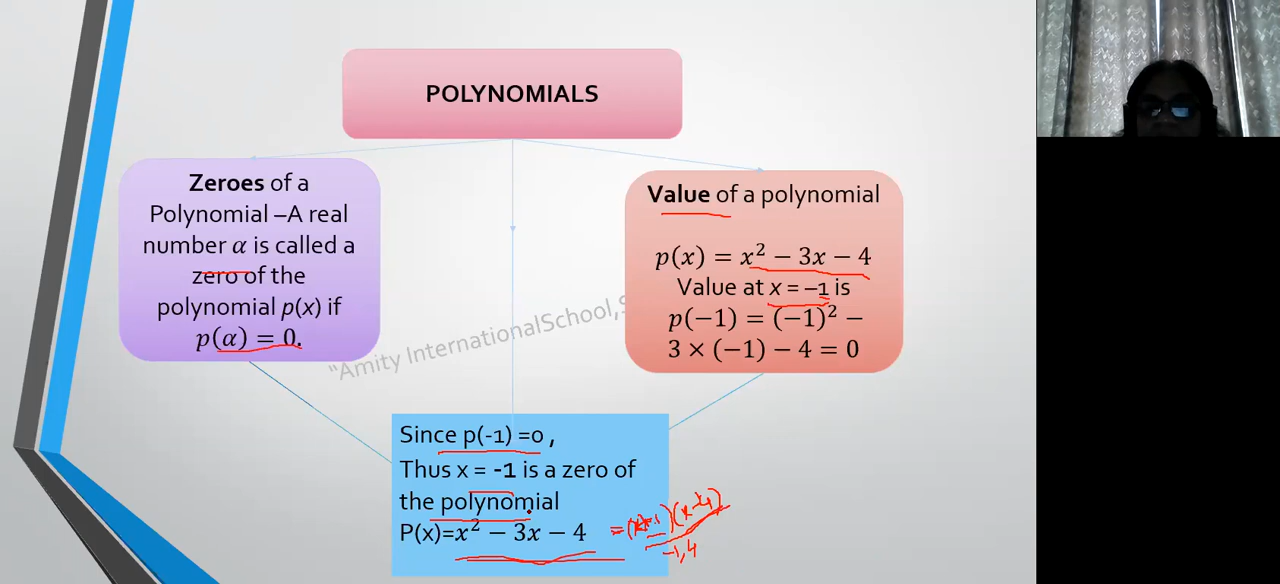 POLYNOMIALS
Zeroes of a
Polynomial –A real
number α is called a
zero of the
polynomial p(x) if
p(α) = 0.
Value of a polynomial
p(x) = x² − 3x − 4
Value at x = −1 is
p(−1) = (−1)² −
3 × (−1) − 4 = 0
"Amity InternationalSchool,S
Since p(-1) =0 ,
Thus x = -1 is a zero of
the polynomial
P(x)=x² − 3x − 4
=(x+1)(x-4)
-1,4